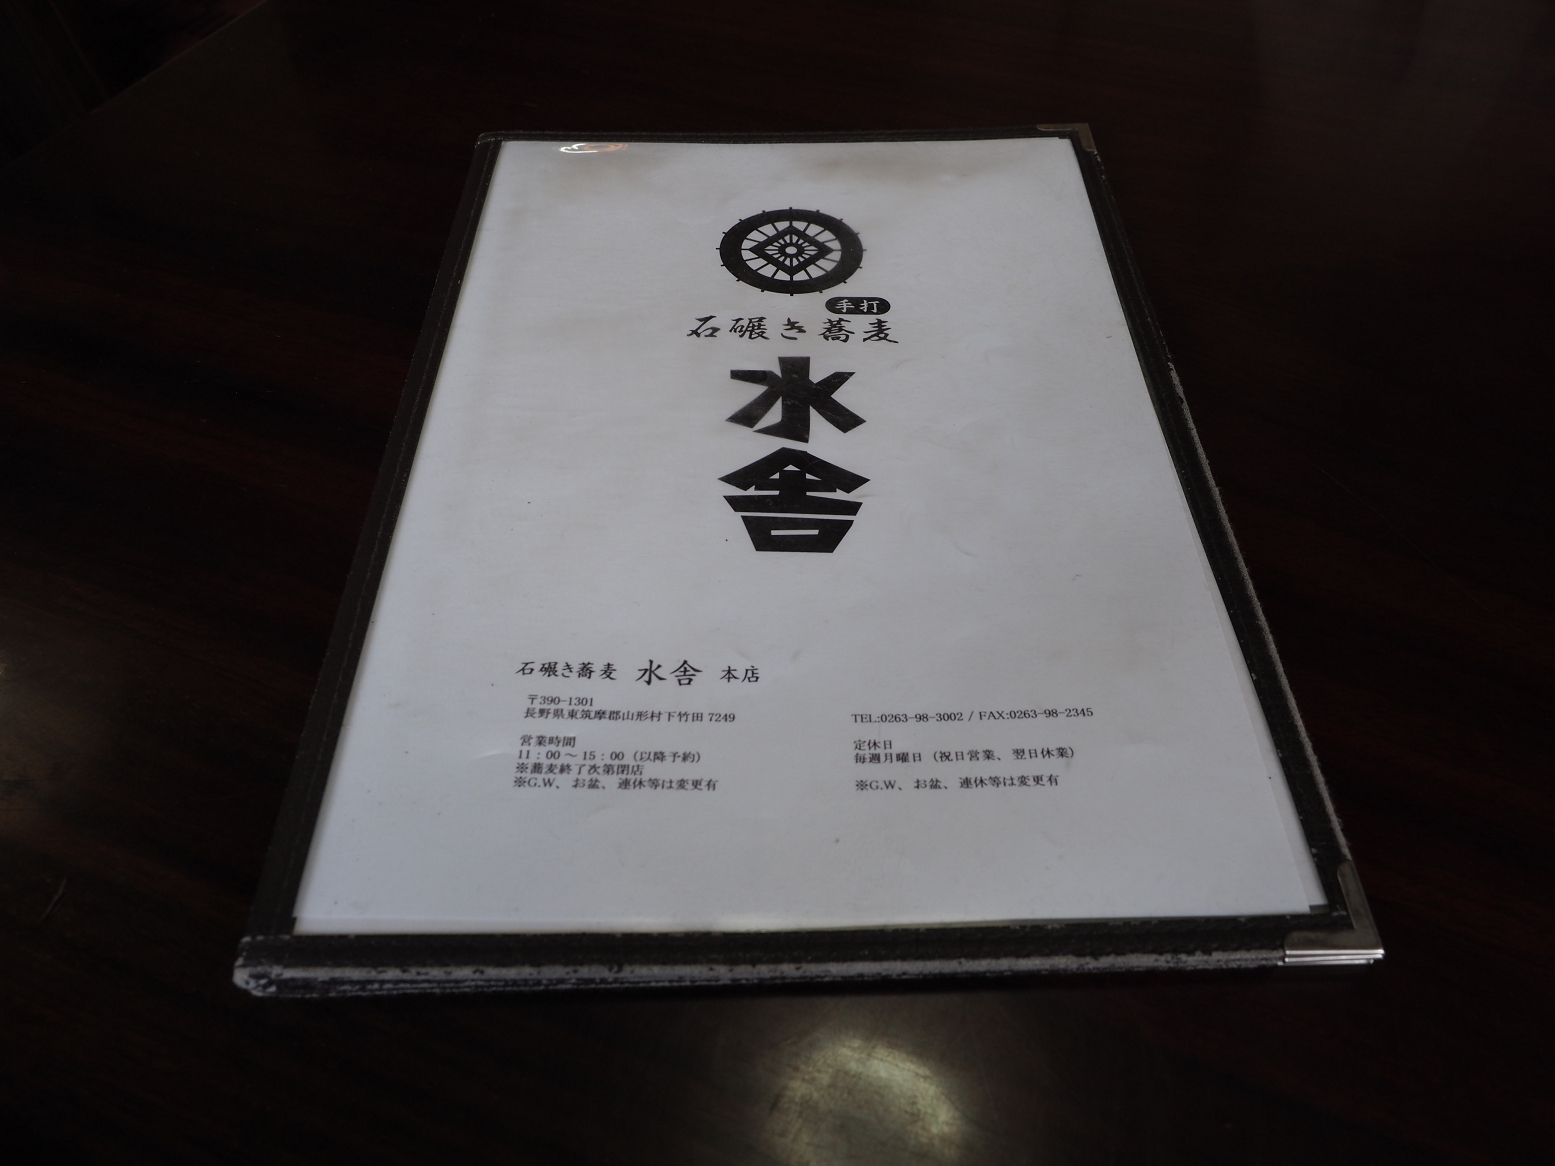 手打
石碾き蕎麦
水舎
石碾き蕎麦 水舎 本店
〒390-1301
長野県東筑摩郡山形村下竹田 7249
TEL:0263-98-3002 / FAX:0263-98-2345
営業時間
11：00～15：00（以降予約）
※蕎麦終了次第閉店
※G.W、お盆、連休等は変更有
定休日
毎週月曜日（祝日営業、翌日休業）
※G.W、お盆、連休等は変更有